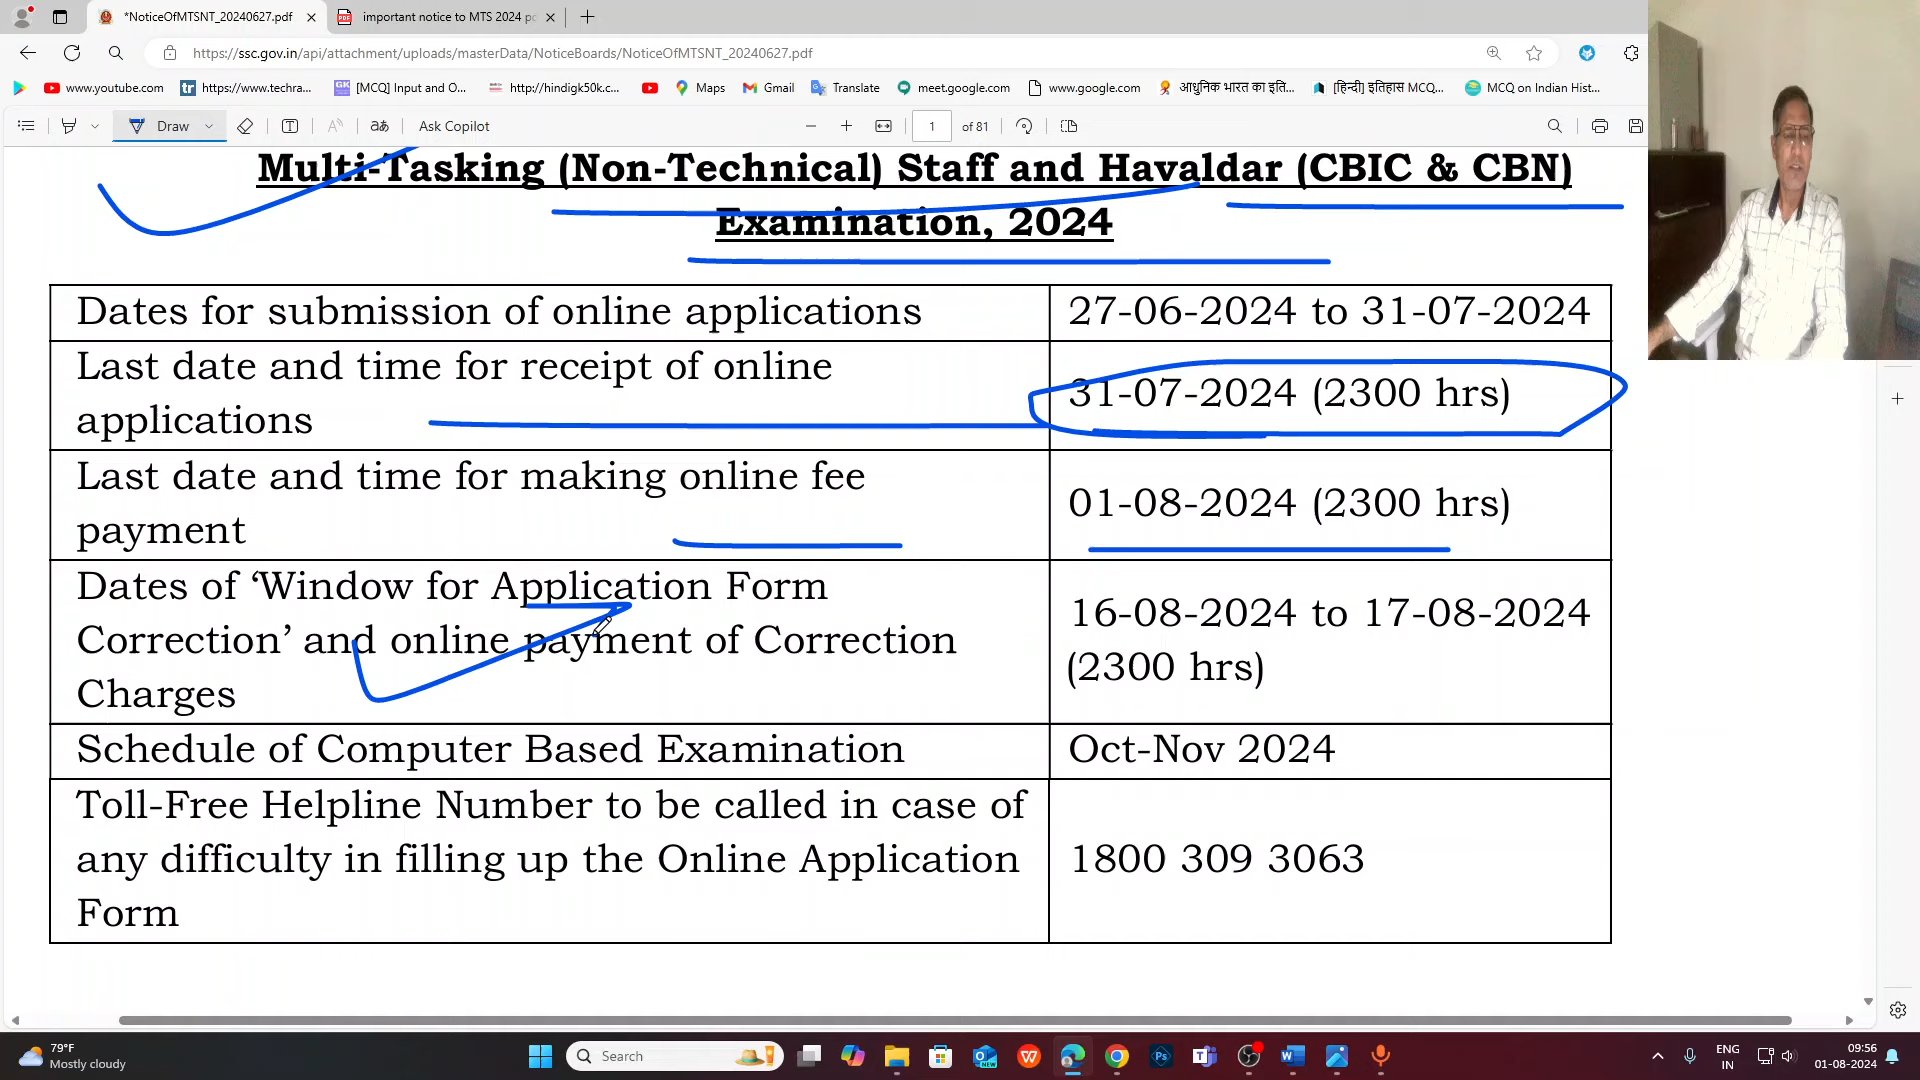 *NoticeOfMTSNT_20240627.pdf
important notice to MTS 2024 pd
https://ssc.gov.in/api/attachment/uploads/masterData/NoticeBoards/NoticeOfMTSNT_20240627.pdf
www.youtube.com
https://www.techra...
[MCQ] Input and O...
http://hindigk50k.c...
Maps
Gmail
Translate
meet.google.com
www.google.com
आधुनिक भारत का इति...
[हिन्दी] इतिहास MCQ...
MCQ on Indian Hist...
Draw
Ask Copilot
1 of 81
Multi-Tasking (Non-Technical) Staff and Havaldar (CBIC & CBN)
Examination, 2024
Dates for submission of online applications
27-06-2024 to 31-07-2024
Last date and time for receipt of online
applications
31-07-2024 (2300 hrs)
Last date and time for making online fee
payment
01-08-2024 (2300 hrs)
Dates of ‘Window for Application Form
Correction’ and online payment of Correction
Charges
16-08-2024 to 17-08-2024
(2300 hrs)
Schedule of Computer Based Examination
Oct-Nov 2024
Toll-Free Helpline Number to be called in case of
any difficulty in filling up the Online Application
Form
1800 309 3063
79°F
Mostly cloudy
Search
ENG
IN
09:56
01-08-2024